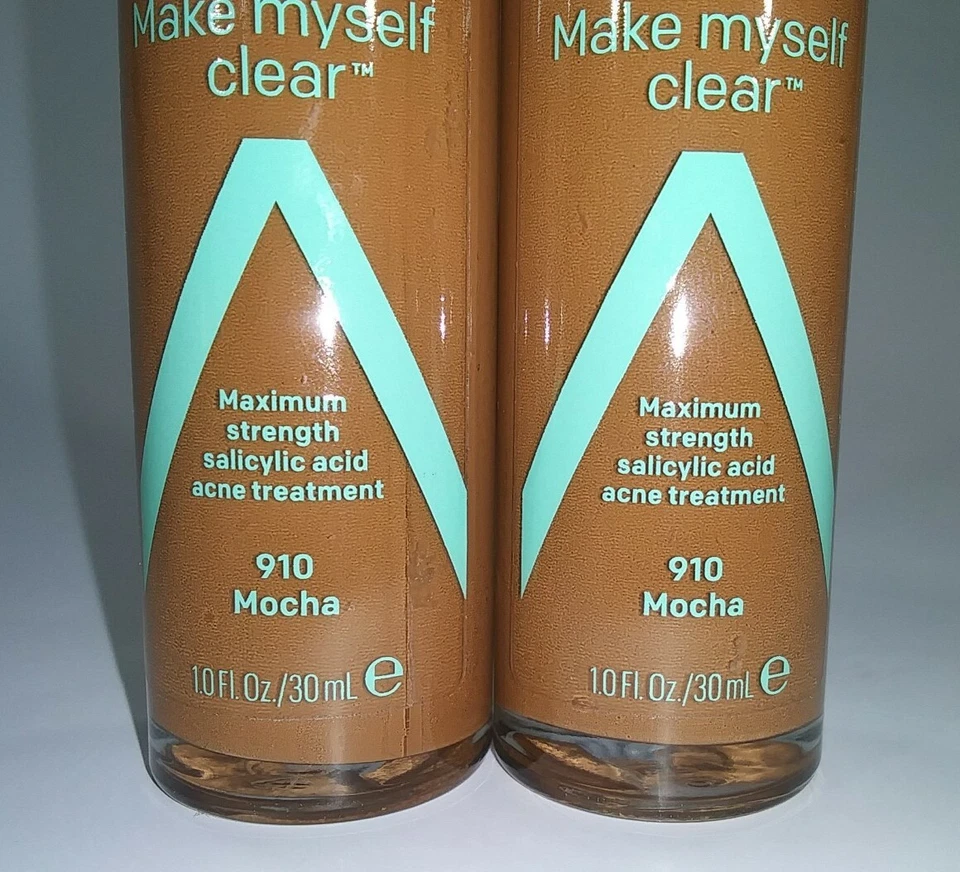 Make myself
clear™
Maximum
strength
salicylic acid
acne treatment
910
Mocha
1.0 Fl. Oz./30 mL ℮
Make myself
clear™
Maximum
strength
salicylic acid
acne treatment
910
Mocha
1.0 Fl. Oz./30 mL ℮